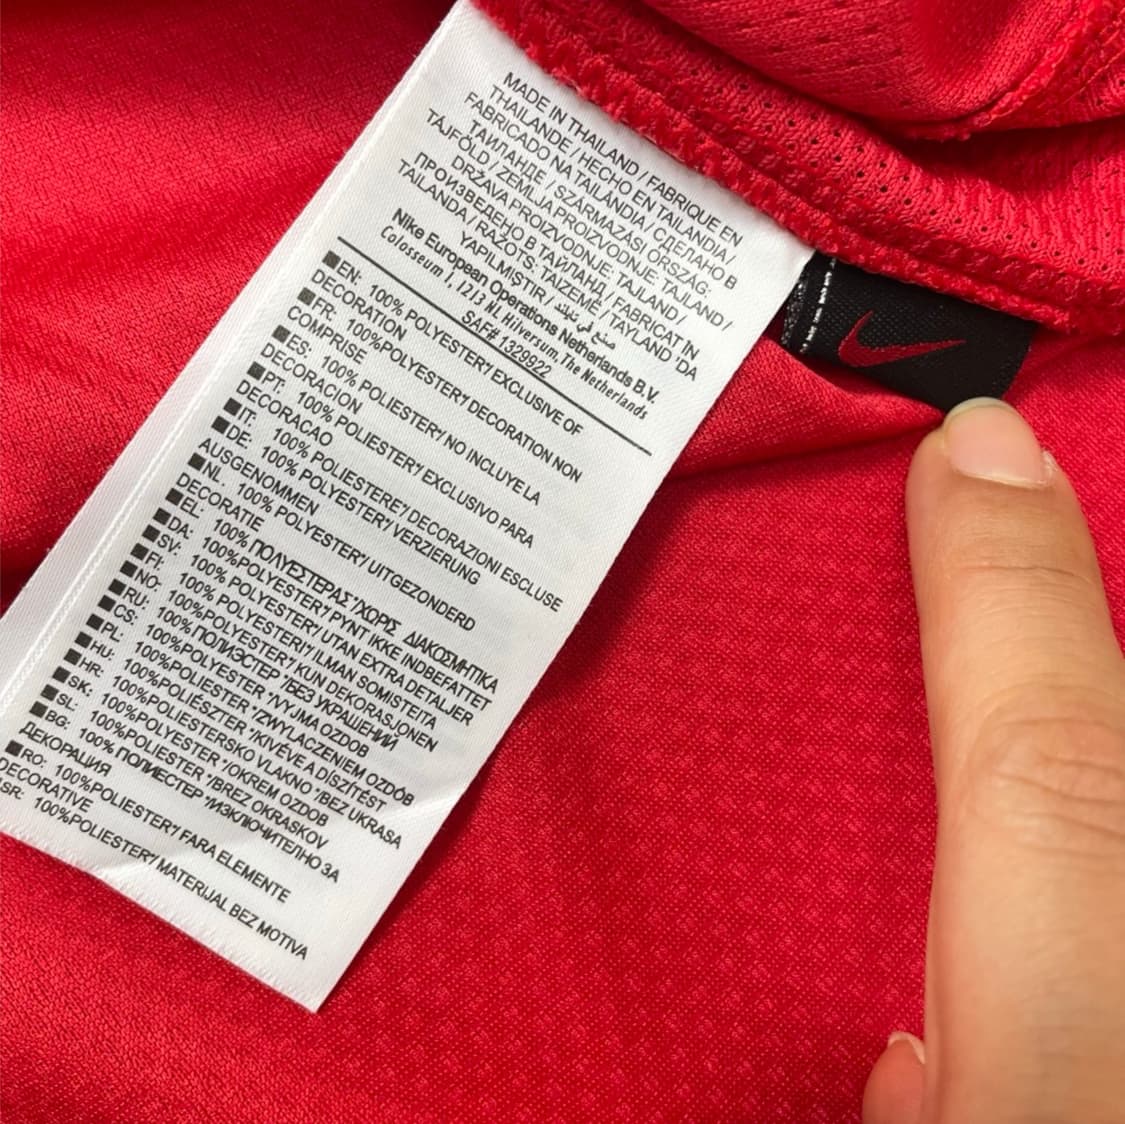 MADE IN THAILAND / FABRIQUE EN
THAILANDE / HECHO EN TAILANDIA /
FABRICADO NA TAILÂNDIA / СДЕЛАНО В
ТАИЛАНДЕ / SZÁRMAZÁSI ORSZÁG:
TÁJFÖLD / ZEMLJA PROIZVODNJE: TAJLAND /
DRŽAVA PROIZVODNJE: TAJLAND /
ПРОИЗВЕДЕНО В ТАЙЛАНД / FABRICAT IN
TAILANDA / RAŽOTS: TAIZEMĒ / TAYLAND 'DA
YAPILMIŞTIR / صنع في تايلند
Nike European Operations Netherlands B.V.
Colosseum 1, 1213 NL Hilversum, The Netherlands
SAF# 1329922
EN: 100% POLYESTER*/ EXCLUSIVE OF
DECORATION
FR: 100%POLYESTER*/ DECORATION NON
COMPRISE
ES: 100% POLIESTER*/ NO INCLUYE LA
DECORACION
PT: 100% POLIESTER*/ EXCLUSIVO PARA
DECORACAO
IT: 100% POLIESTERE*/ DECORAZIONI ESCLUSE
DE: 100% POLYESTER*/ VERZIERUNG
AUSGENOMMEN
NL: 100% POLYESTER*/ UITGEZONDERD
DECORATIE
EL: 100% ΠΟΛΥΕΣΤΕΡΑΣ*/ΧΩΡΙΣ ΔΙΑΚΟΣΜΗΤΙΚΑ
DA: 100%POLYESTER*/ PYNT IKKE INDBEFATTET
SV: 100% POLYESTER*/ UTAN EXTRA DETALJER
FI: 100% POLYESTERI*/ ILMAN SOMISTEITA
NO: 100%POLYESTER*/ KUN DEKORASJONEN
RU: 100%ПОЛИЭСТЕР */БЕЗ УКРАШЕНИЙ
CS: 100%POLYESTER */VYJMA OZDOB
PL: 100%POLIESTER */ZWYLACZENIEM OZDÓB
HU: 100%POLIÉSZTER */KIVÉVE A DÍSZÍTÉST
HR: 100%POLIESTERSKO VLAKNO */BEZ UKRASA
SK: 100%POLYESTER */OKREM OZDOB
SL: 100%POLIESTER */BREZ OKRASKOV
BG: 100% ПОЛИЕСТЕР */ИЗКЛЮЧИТЕЛНО ЗА
ДЕКОРАЦИЯ
RO: 100%POLIESTER*/ FARA ELEMENTE
DECORATIVE
SR: 100%POLIESTER*/ MATERIJAL BEZ MOTIVA